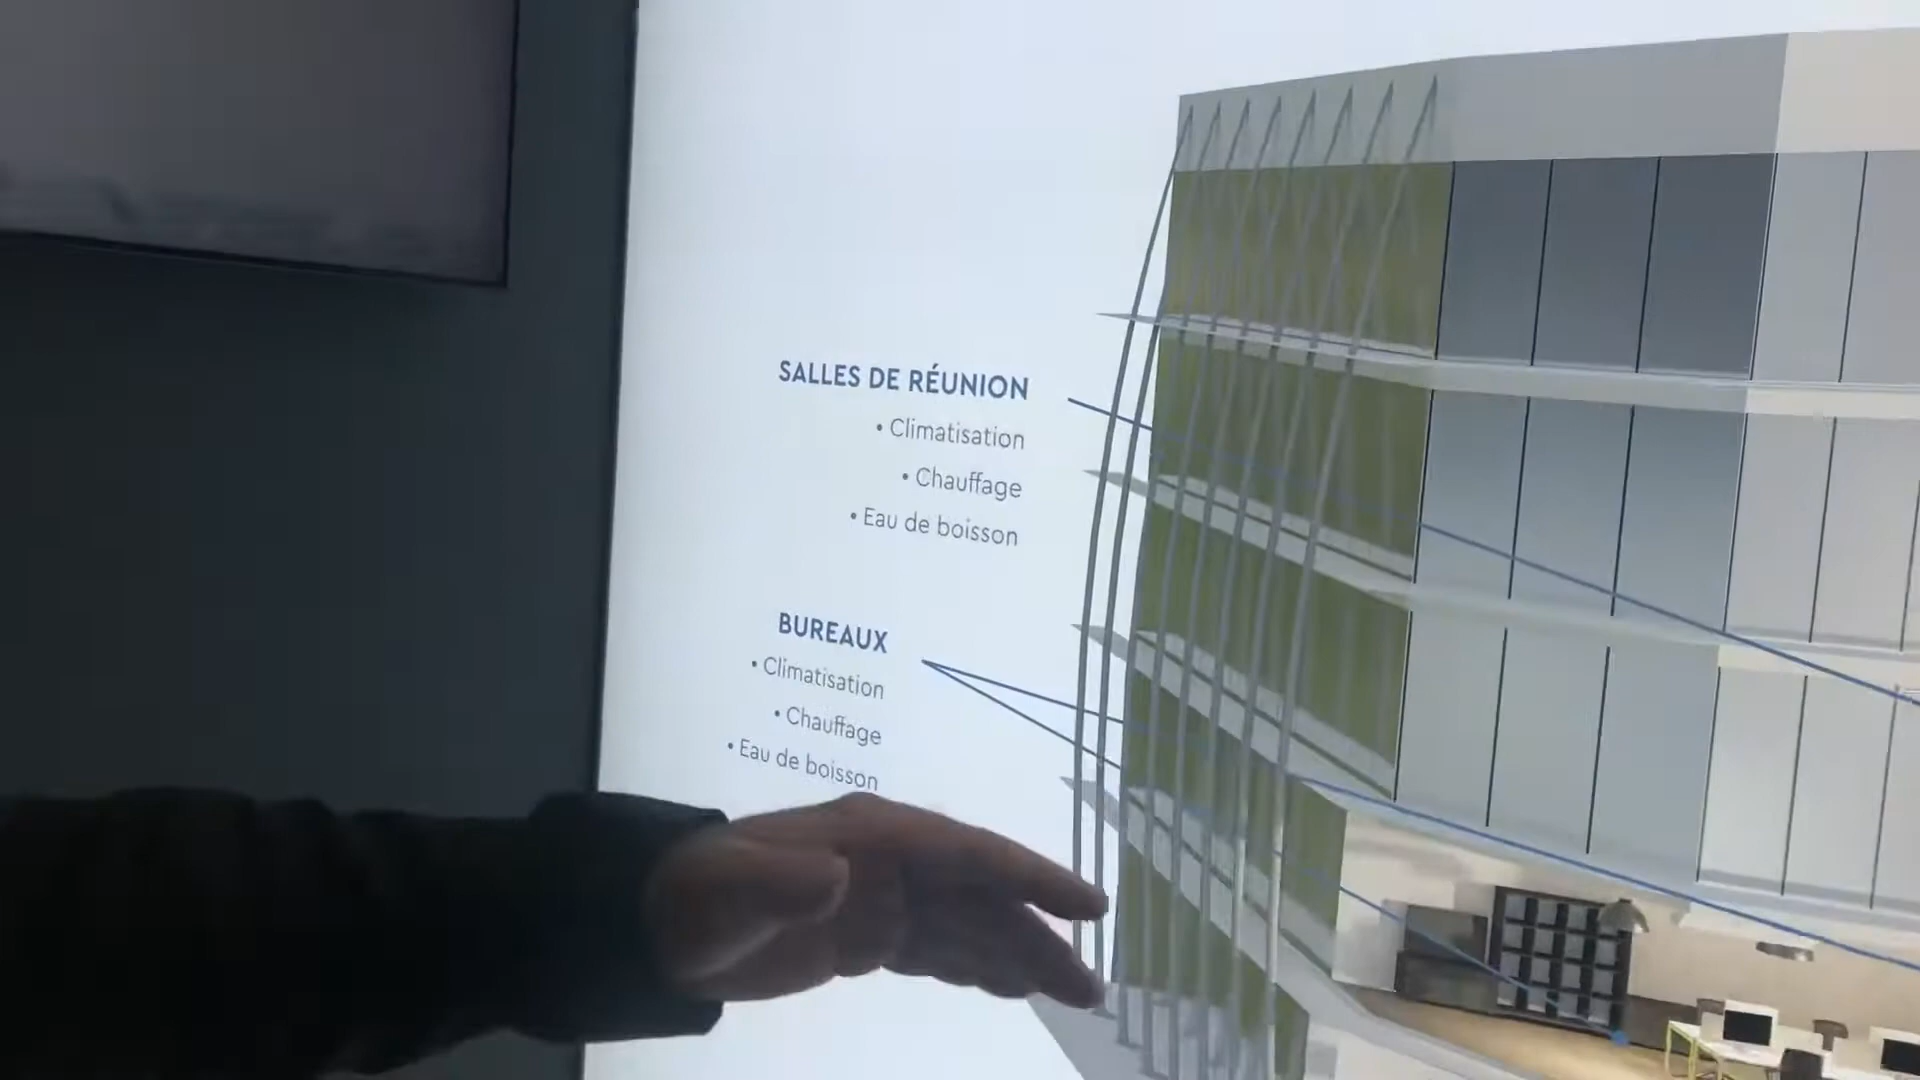 SALLES DE RÉUNION
• Climatisation
• Chauffage
• Eau de boisson
BUREAUX
• Climatisation
• Chauffage
• Eau de boisson